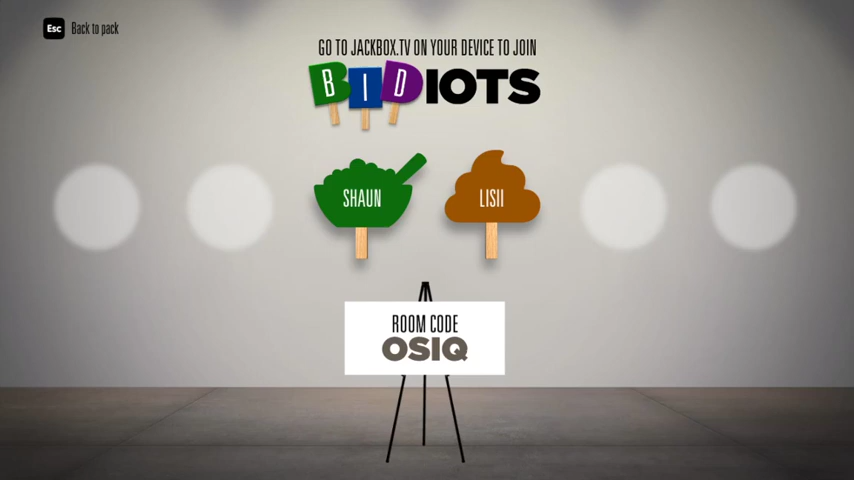 Esc Back to pack
GO TO JACKBOX.TV ON YOUR DEVICE TO JOIN
BIDIOTS
SHAUN
LISII
ROOM CODE
OSIQ